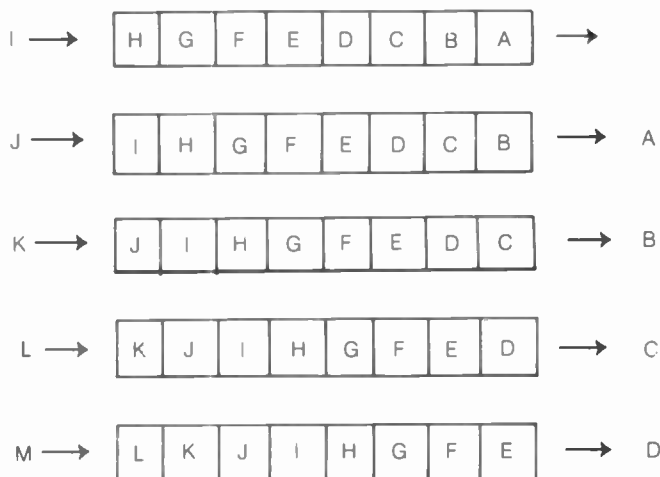 I H G F E D C B A
J I H G F E D C B A
K J I H G F E D C B
L K J I H G F E D C
M L K J I H G F E D